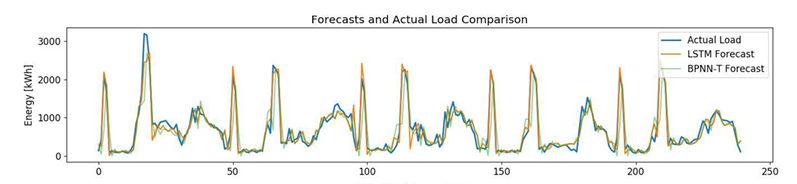 Forecasts and Actual Load Comparison
Energy [kWh]
3000
2000
1000
0
Actual Load
LSTM Forecast
BPNN-T Forecast
0
50
100
150
200
250